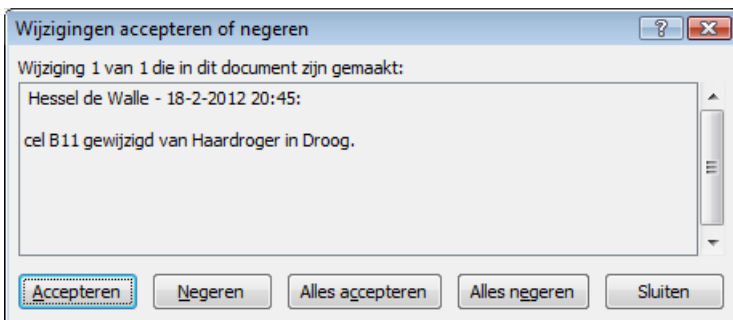 Wijzigingen accepteren of negeren
Wijziging 1 van 1 die in dit document zijn gemaakt:
Hessel de Walle - 18-2-2012 20:45:
cel B11 gewijzigd van Haardroger in Droog.
Accepteren Negeren Alles accepteren Alles negeren Sluiten